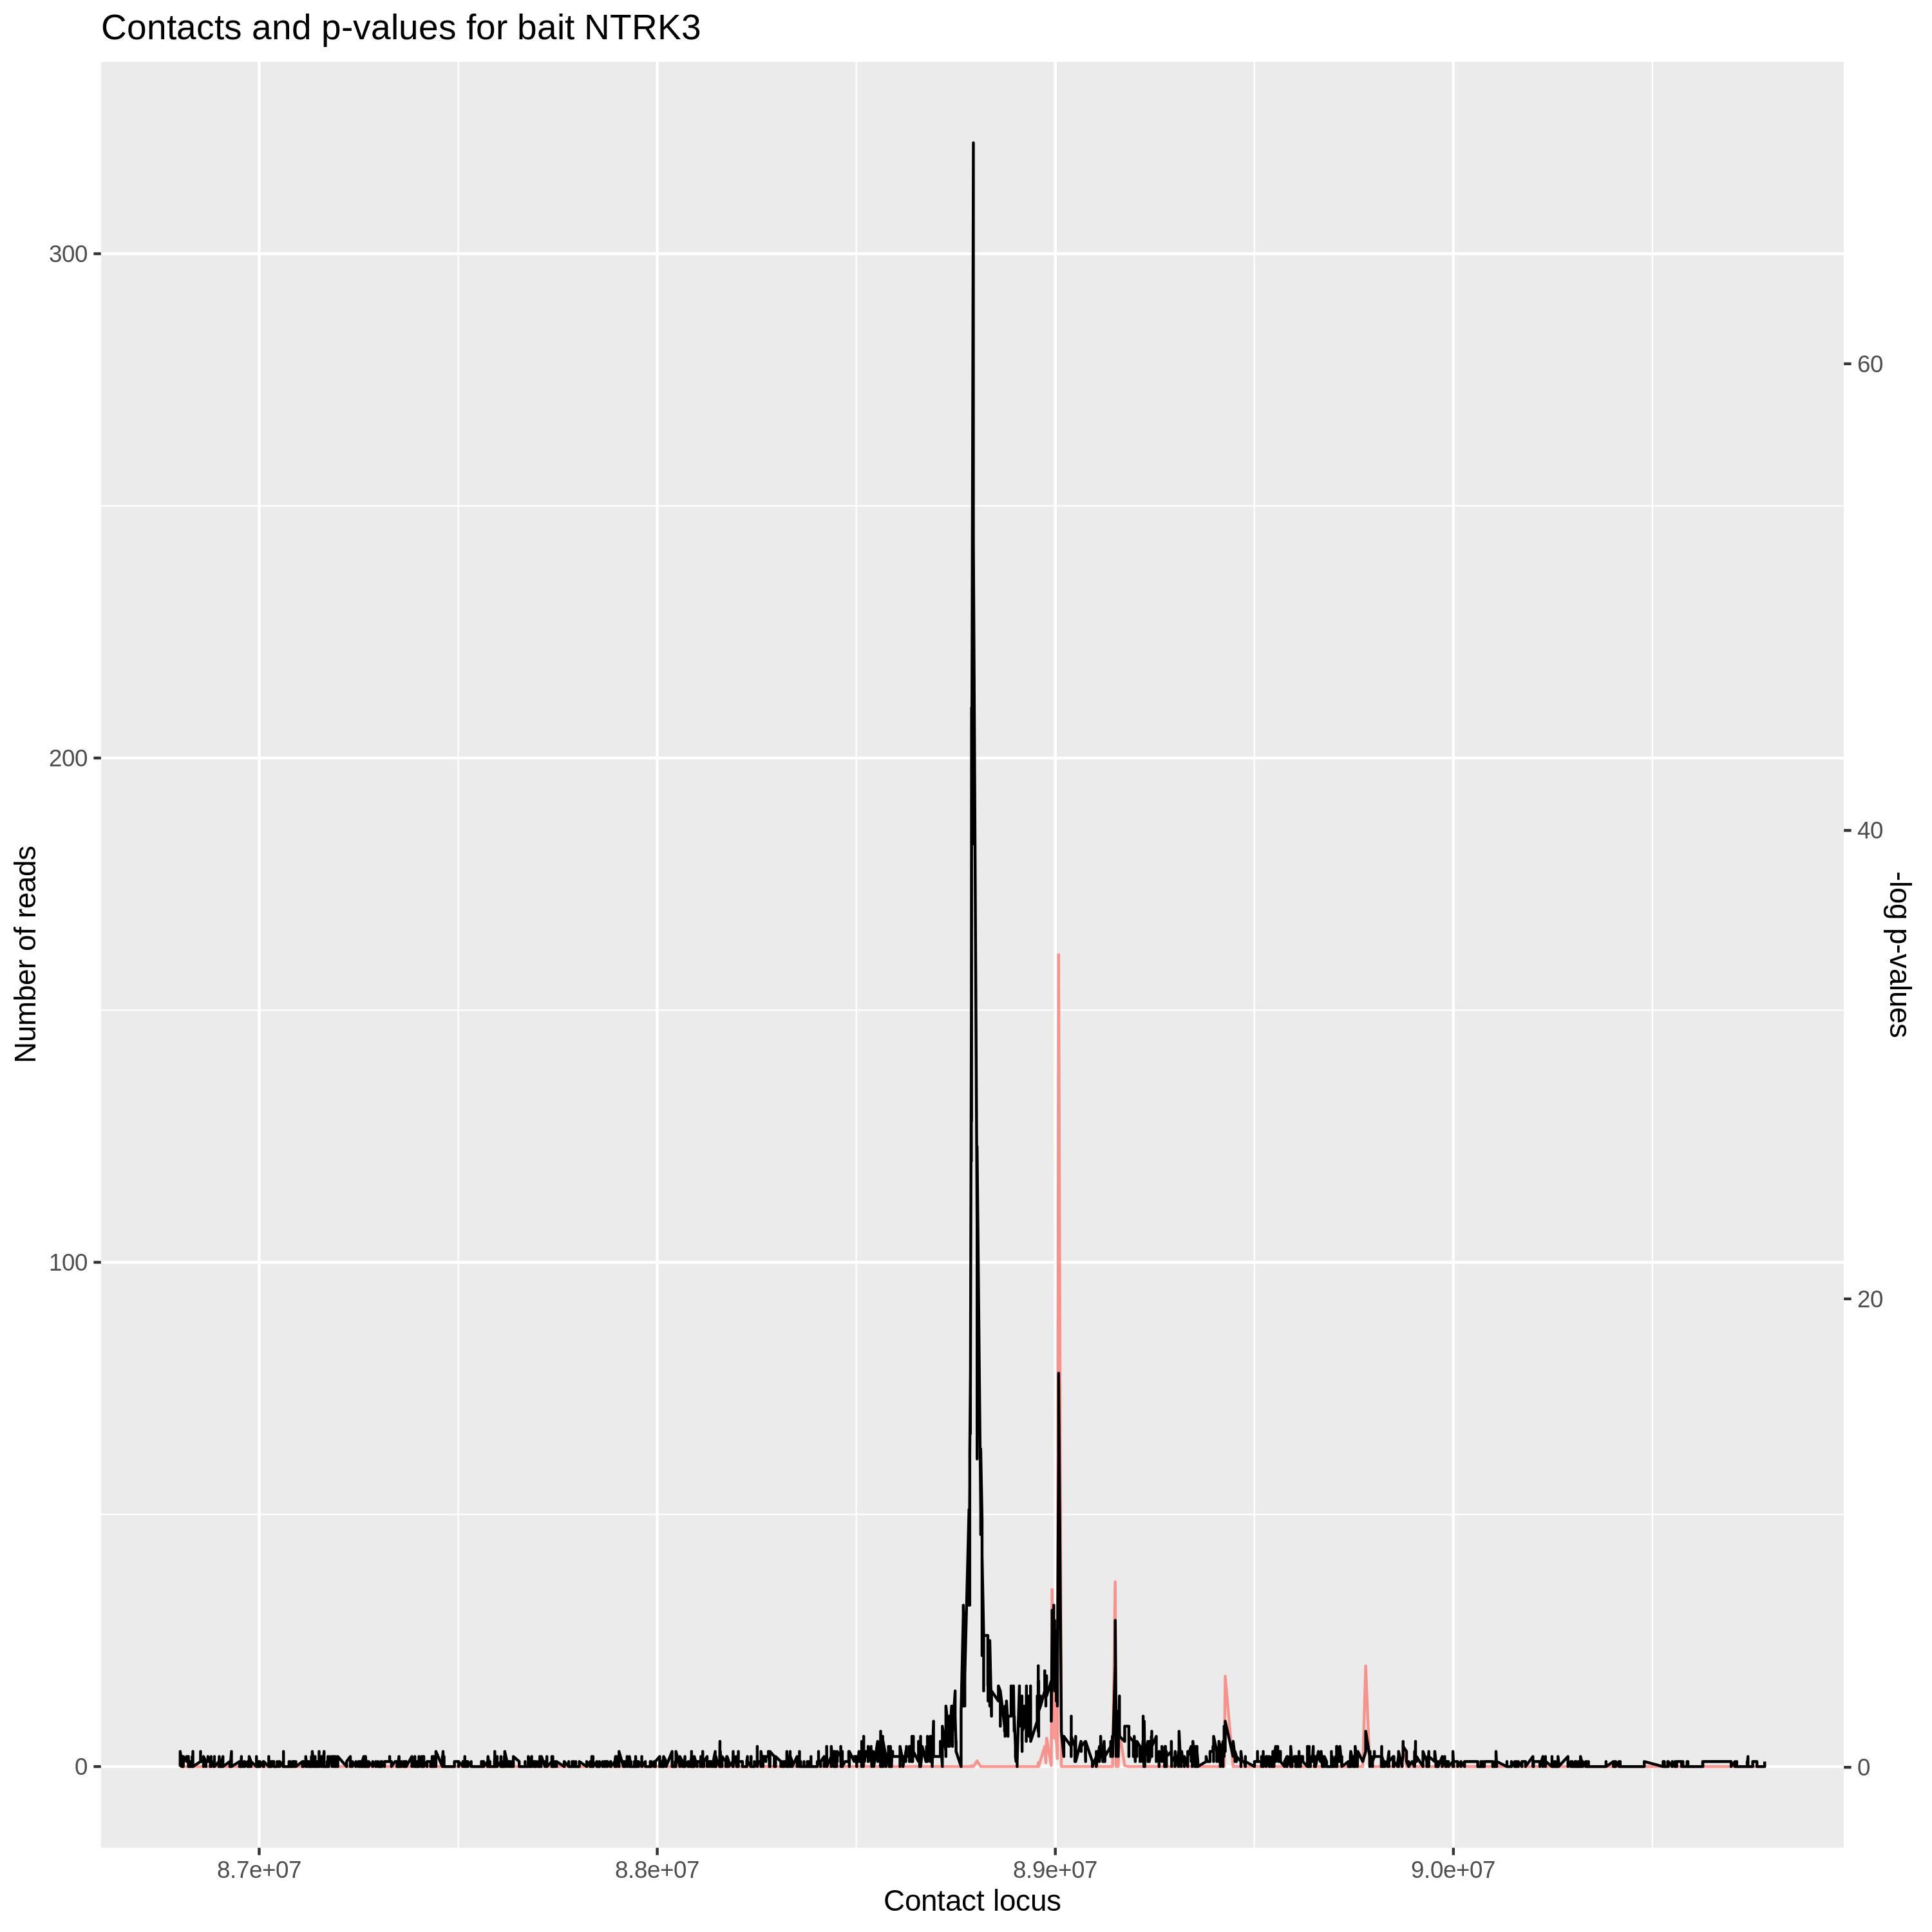 Contacts and p-values for bait NTRK3
300
200
100
0
60
40
20
0
8.7e+07
8.8e+07
8.9e+07
9.0e+07
Contact locus
Number of reads
-log p-values